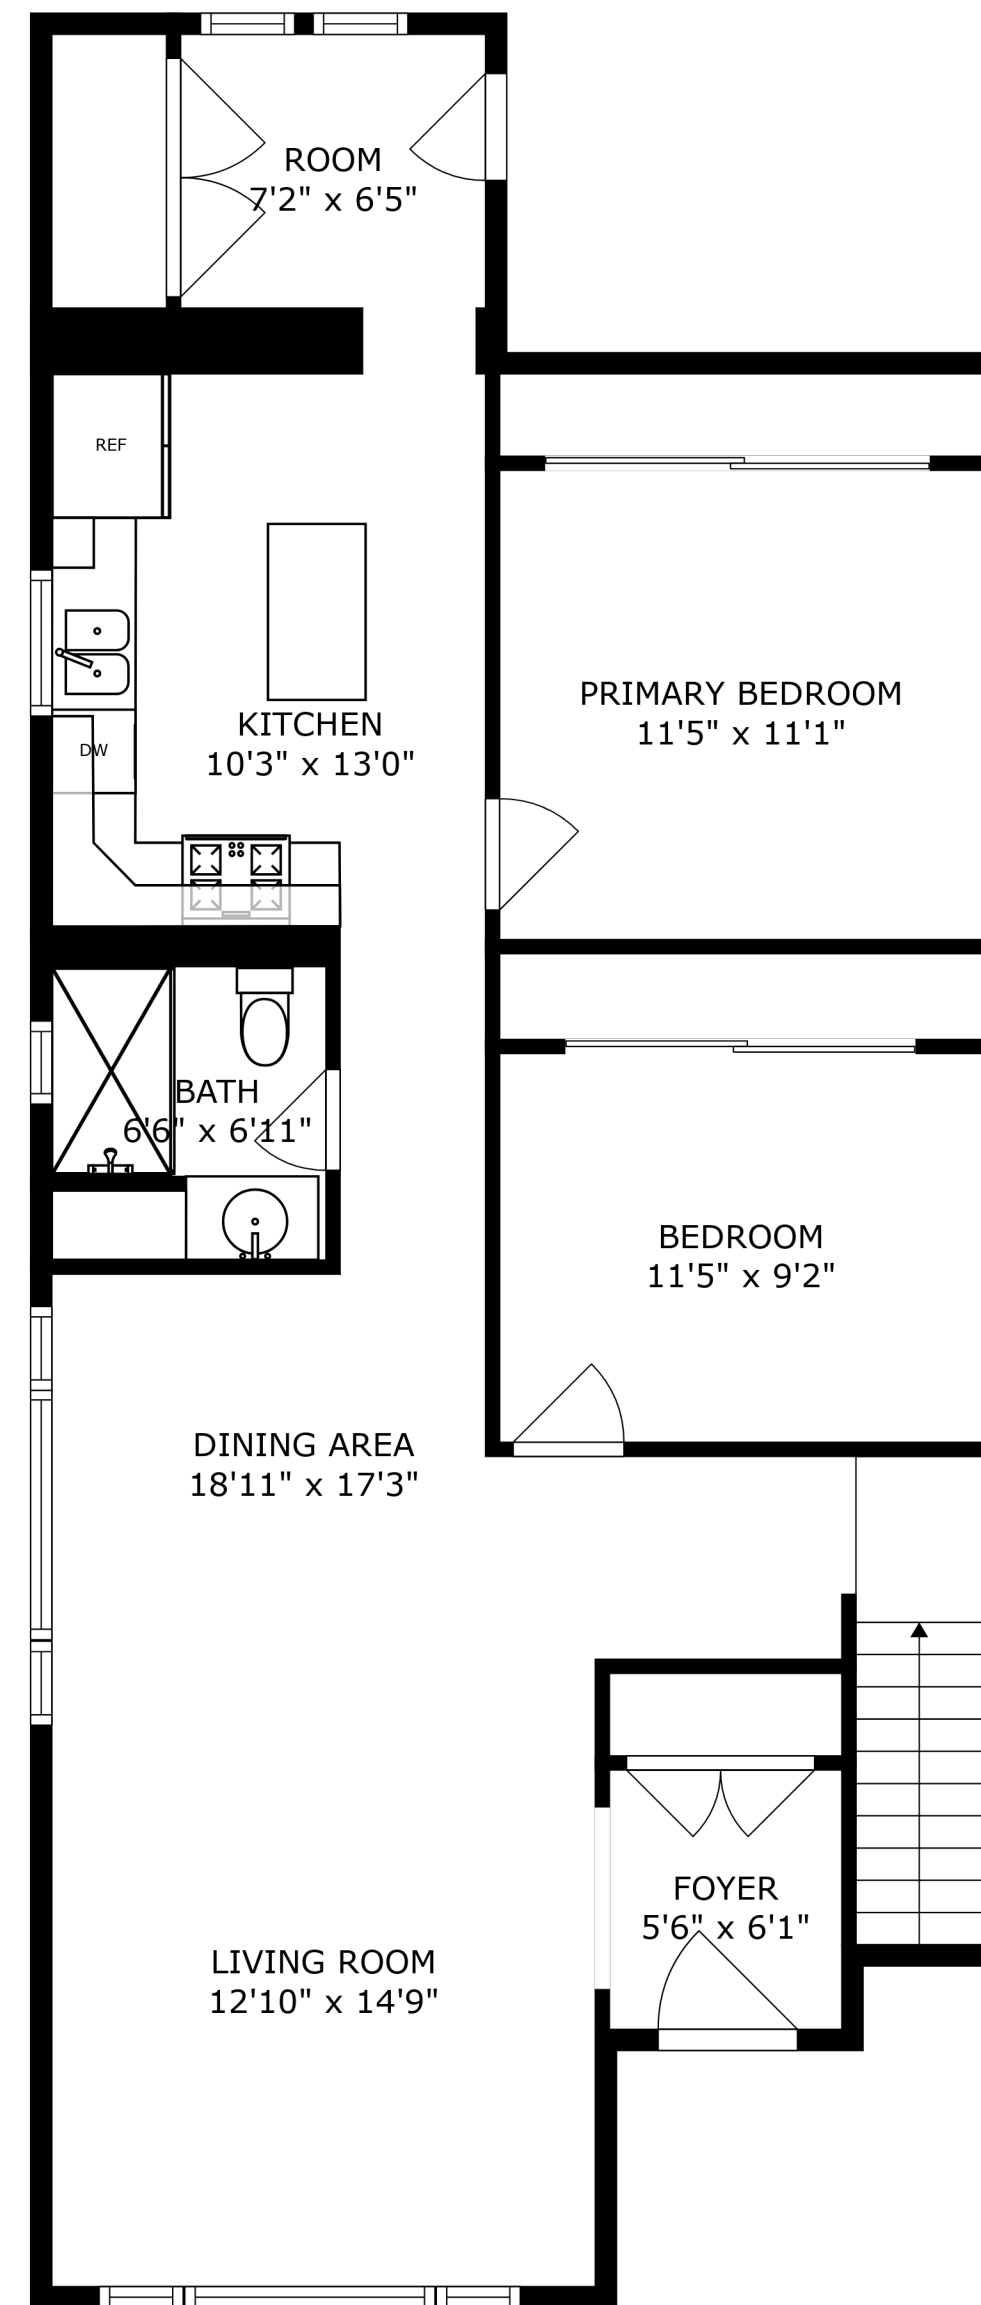 ROOM
7'2" x 6'5"
REF
PRIMARY BEDROOM
11'5" x 11'1"
KITCHEN
10'3" x 13'0"
DW
BATH
6'6" x 6'11"
BEDROOM
11'5" x 9'2"
DINING AREA
18'11" x 17'3"
FOYER
5'6" x 6'1"
LIVING ROOM
12'10" x 14'9"